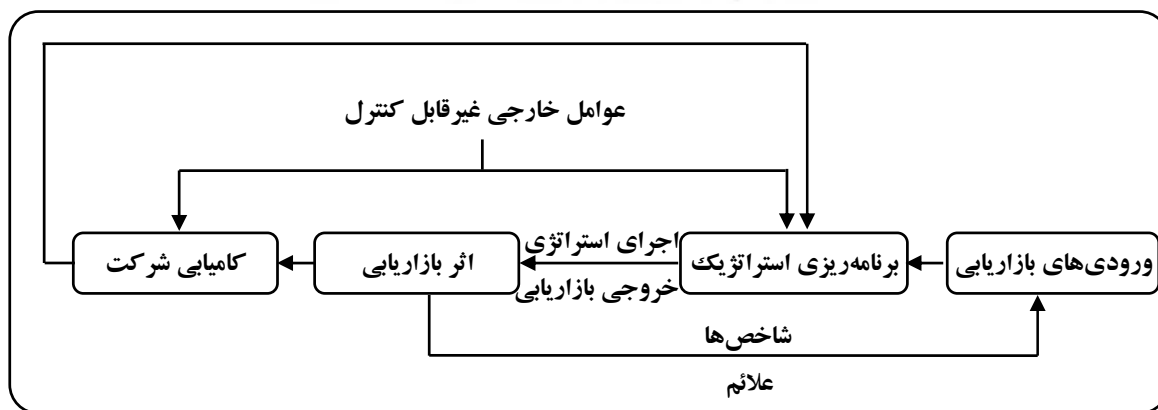 عوامل خارجی غیرقابل کنترل
ورودی‌های بازاریابی
برنامه‌ریزی استراتژیک
اجرای استراتژی
خروجی بازاریابی
اثر بازاریابی
کامیابی شرکت
شاخص‌ها
علائم